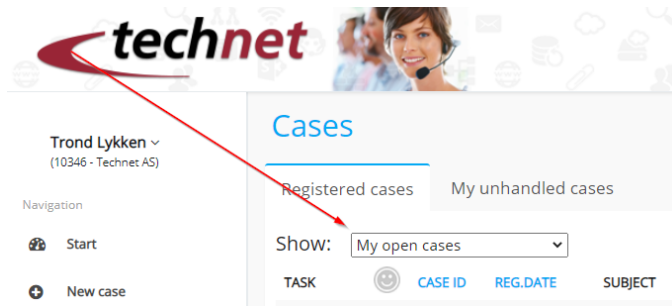 technet
Trond Lykken
(10346 - Technet AS)
Navigation
Start
New case
Cases
Registered cases My unhandled cases
Show: My open cases
TASK CASE ID REG.DATE SUBJECT